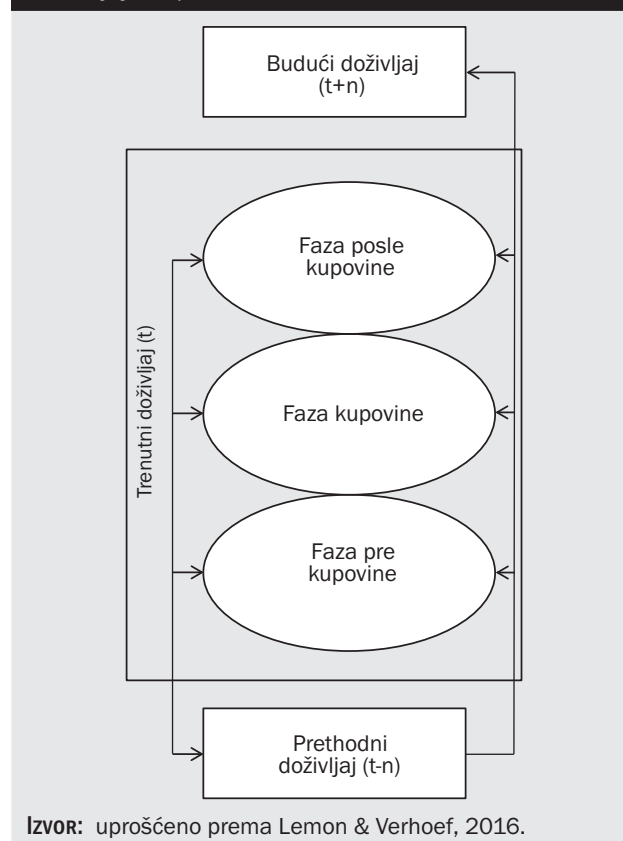 Budući doživljaj
(t+n)
Faza posle
kupovine
Trenutni doživljaj (t)
Faza kupovine
Faza pre
kupovine
Prethodni
doživljaj (t-n)
IZVOR: uprošćeno prema Lemon & Verhoef, 2016.